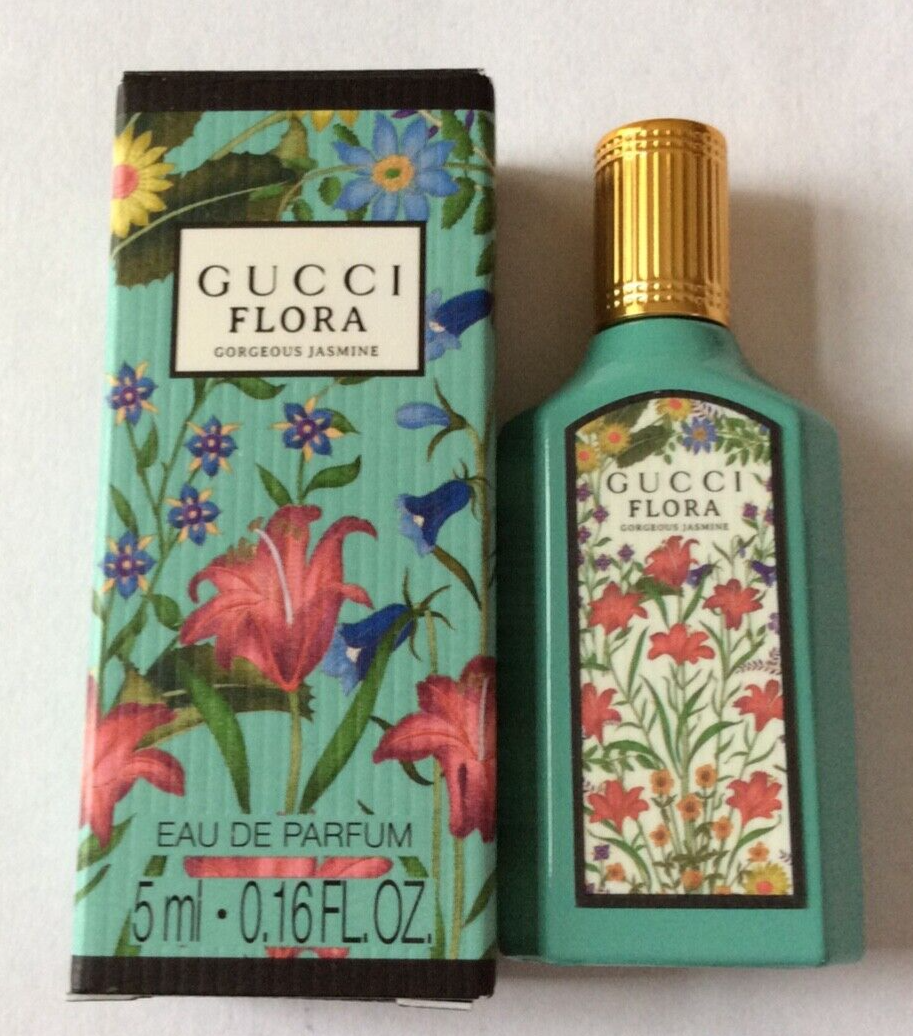 GUCCI
FLORA
GORGEOUS JASMINE
EAU DE PARFUM
5 ml • 0.16 FL. OZ.
GUCCI
FLORA
GORGEOUS JASMINE